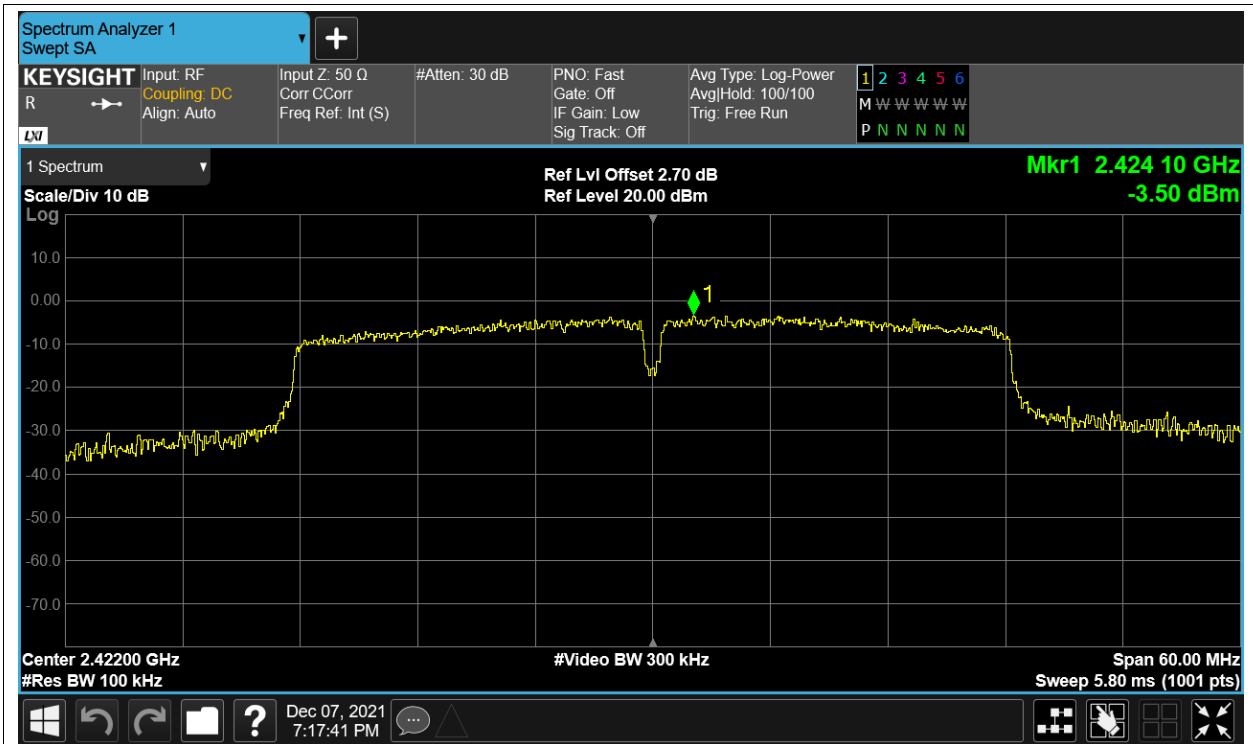 Spectrum Analyzer 1
Swept SA
KEYSIGHT
R
LXI
Input: RF
Coupling: DC
Align: Auto
Input Z: 50 Ω
Corr CCorr
Freq Ref: Int (S)
#Atten: 30 dB
PNO: Fast
Gate: Off
IF Gain: Low
Sig Track: Off
Avg Type: Log-Power
Avg|Hold: 100/100
Trig: Free Run
1 2 3 4 5 6
M W W W W W
P N N N N N
1 Spectrum
Scale/Div 10 dB
Log
Ref Lvl Offset 2.70 dB
Ref Level 20.00 dBm
Mkr1 2.424 10 GHz
-3.50 dBm
1
10.0
0.00
-10.0
-20.0
-30.0
-40.0
-50.0
-60.0
-70.0
Center 2.42200 GHz
#Video BW 300 kHz
Span 60.00 MHz
#Res BW 100 kHz
Sweep 5.80 ms (1001 pts)
?
Dec 07, 2021
7:17:41 PM